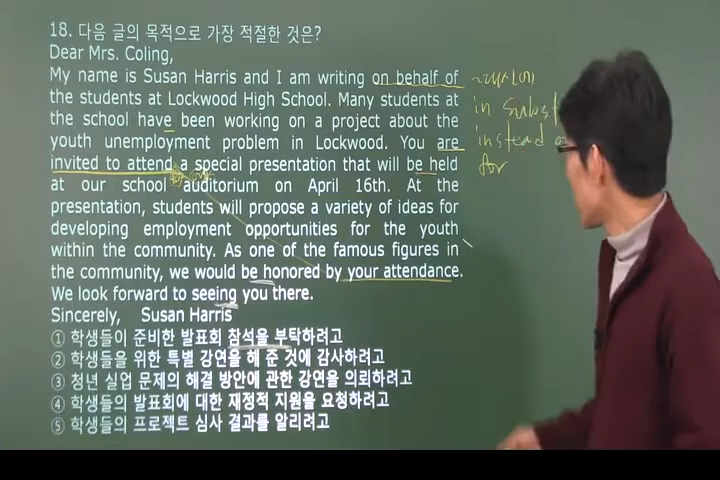 18. 다음 글의 목적으로 가장 적절한 것은?
Dear Mrs. Coling,
My name is Susan Harris and I am writing on behalf of
the students at Lockwood High School. Many students at
the school have been working on a project about the
youth unemployment problem in Lockwood. You are
invited to attend a special presentation that will be held
at our school auditorium on April 16th. At the
presentation, students will propose a variety of ideas for
developing employment opportunities for the youth
within the community. As one of the famous figures in
the community, we would be honored by your attendance.
We look forward to seeing you there.
Sincerely, Susan Harris
① 학생들이 준비한 발표회 참석을 부탁하려고
② 학생들을 위한 특별 강연을 해 준 것에 감사하려고
③ 청년 실업 문제의 해결 방안에 관한 강연을 의뢰하려고
④ 학생들의 발표회에 대한 재정적 지원을 요청하려고
⑤ 학생들의 프로젝트 심사 결과를 알리려고
in
instead
for